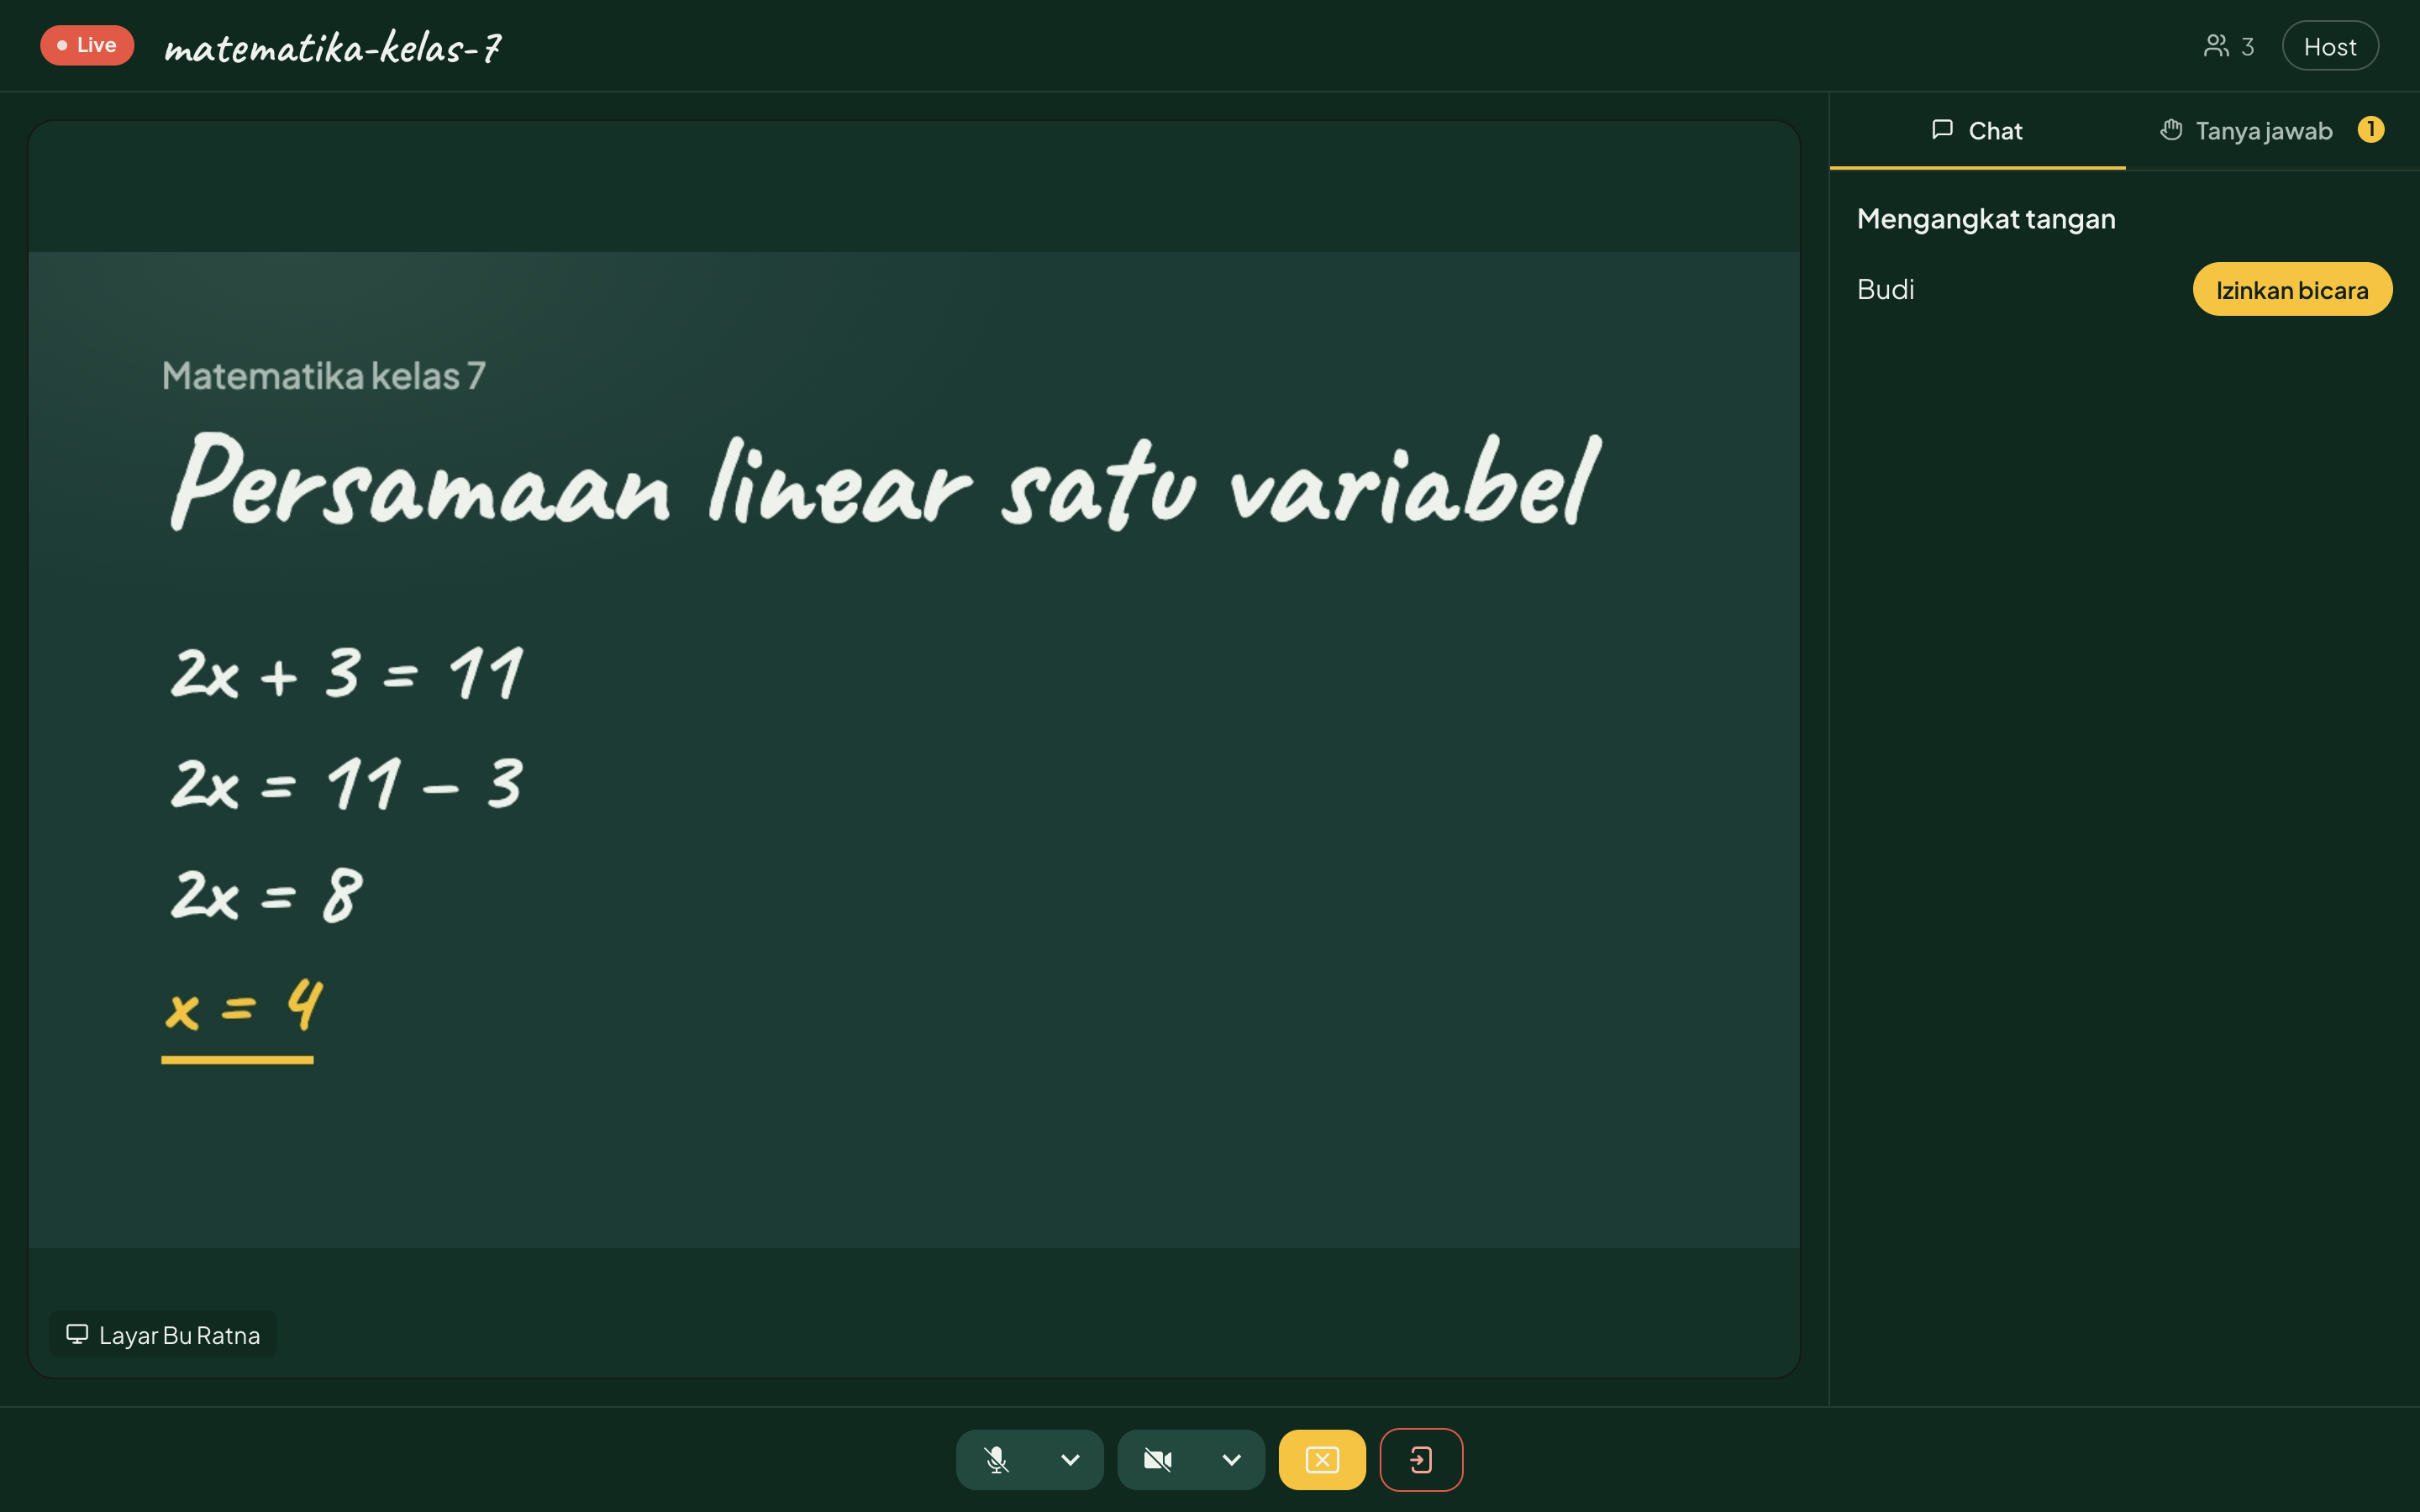 Live
matematika-kelas-7
3
Host
Matematika kelas 7
Persamaan linear satu variabel
2x + 3 = 11
2x = 11 – 3
2x = 8
x = 4
Layar Bu Ratna
Chat
Tanya jawab 1
Mengangkat tangan
Budi
Izinkan bicara